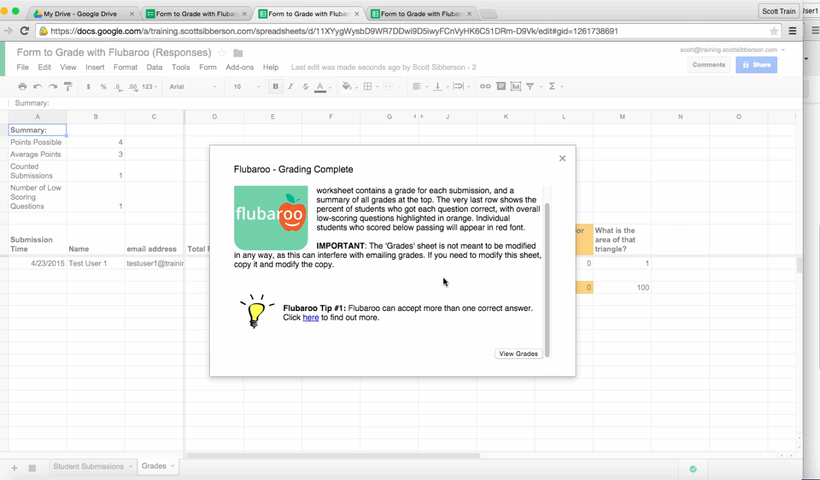 My Drive - Google Drive
Form to Grade with Flubar
Form to Grade with Flubaro
Form to Grade with Flubar
Scott Train
User1
https://docs.google.com/a/training.scottsibberson.com/spreadsheets/d/11XYygWysbD9WR7DDwi9D5iwyFCnVyHK6C51DRm-D9Vk/edit#gid=1261738691
Form to Grade with Flubaroo (Responses)
scott@training.scottsibberson.com
File Edit View Insert Format Data Tools Form Add-ons Help
Last edit was made seconds ago by Scott Sibberson - 2
Comments
Share
$ % .0 .00 123 Arial 10 B I S A
Summary:
A B C D E F G I J K L M N O
Summary:
Points Possible 4
Average Points 3
Counted
Submissions 1
Number of Low
Scoring
Questions 1
Submission
Time Name email address Total P
or
What is the
area of that
triangle?
4/23/2015 Test User 1 testuser1@trainin 0 1
0 100
Flubaroo - Grading Complete
flubaroo
worksheet contains a grade for each submission, and a
summary of all grades at the top. The very last row shows the
percent of students who got each question correct, with overall
low-scoring questions highlighted in orange. Individual
students who scored below passing will appear in red font.
IMPORTANT: The 'Grades' sheet is not meant to be modified
in any way, as this can interfere with emailing grades. If you need to modify this sheet,
copy it and modify the copy.
Flubaroo Tip #1: Flubaroo can accept more than one correct answer.
Click here to find out more.
View Grades
Student Submissions
Grades